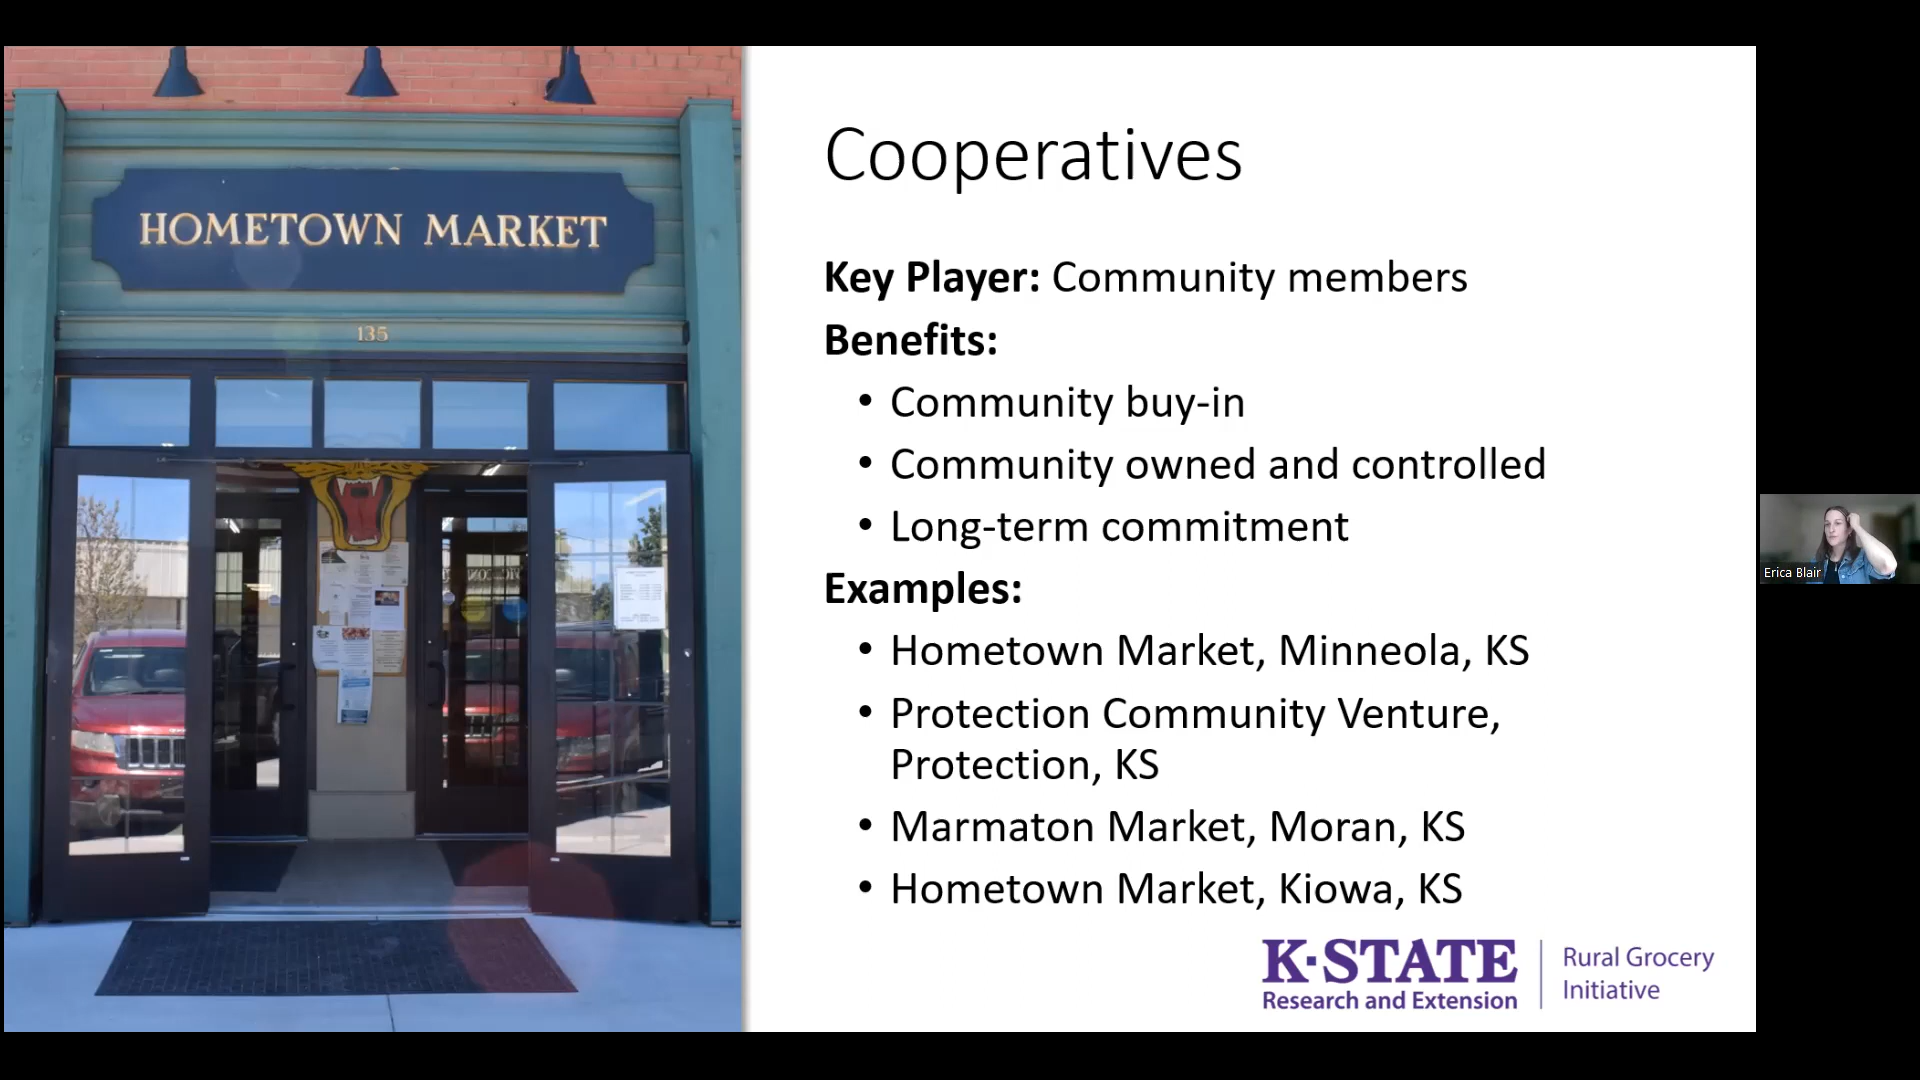 HOMETOWN MARKET
135
Cooperatives
Key Player: Community members
Benefits:
• Community buy-in
• Community owned and controlled
• Long-term commitment
Examples:
• Hometown Market, Minneola, KS
• Protection Community Venture,
Protection, KS
• Marmaton Market, Moran, KS
• Hometown Market, Kiowa, KS
K·STATE
Research and Extension
Rural Grocery
Initiative
Erica Blair